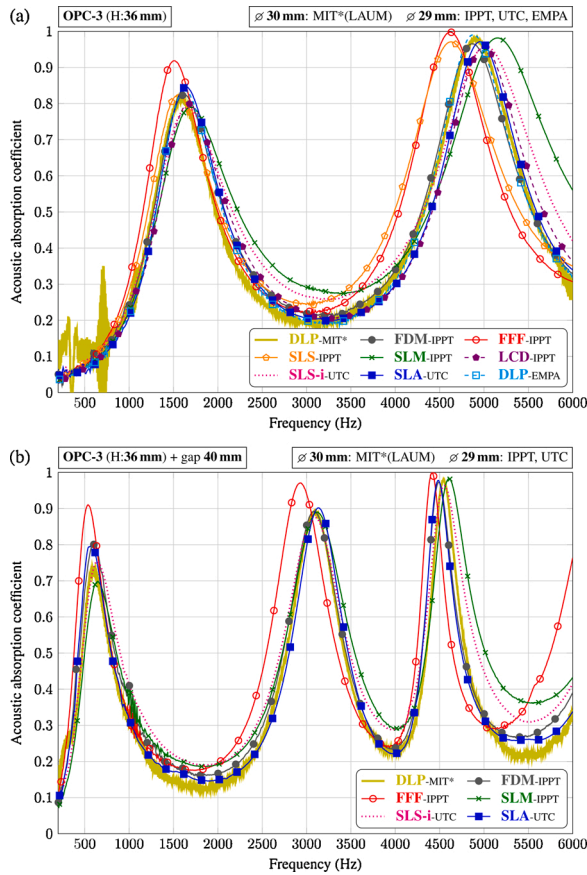 (a)
OPC-3 (H:36 mm)
⌀ 30 mm: MIT*(LAUM) ⌀ 29 mm: IPPT, UTC, EMPA
Acoustic absorption coefficient
1
0.9
0.8
0.7
0.6
0.5
0.4
0.3
0.2
0.1
0
DLP-MIT* FDM-IPPT FFF-IPPT
SLS-IPPT SLM-IPPT LCD-IPPT
SLS-i-UTC SLA-UTC DLP-EMPA
500 1000 1500 2000 2500 3000 3500 4000 4500 5000 5500 6000
Frequency (Hz)
(b)
OPC-3 (H:36 mm) + gap 40 mm
⌀ 30 mm: MIT*(LAUM) ⌀ 29 mm: IPPT, UTC
Acoustic absorption coefficient
1
0.9
0.8
0.7
0.6
0.5
0.4
0.3
0.2
0.1
0
DLP-MIT* FDM-IPPT
FFF-IPPT SLM-IPPT
SLS-i-UTC SLA-UTC
500 1000 1500 2000 2500 3000 3500 4000 4500 5000 5500 6000
Frequency (Hz)